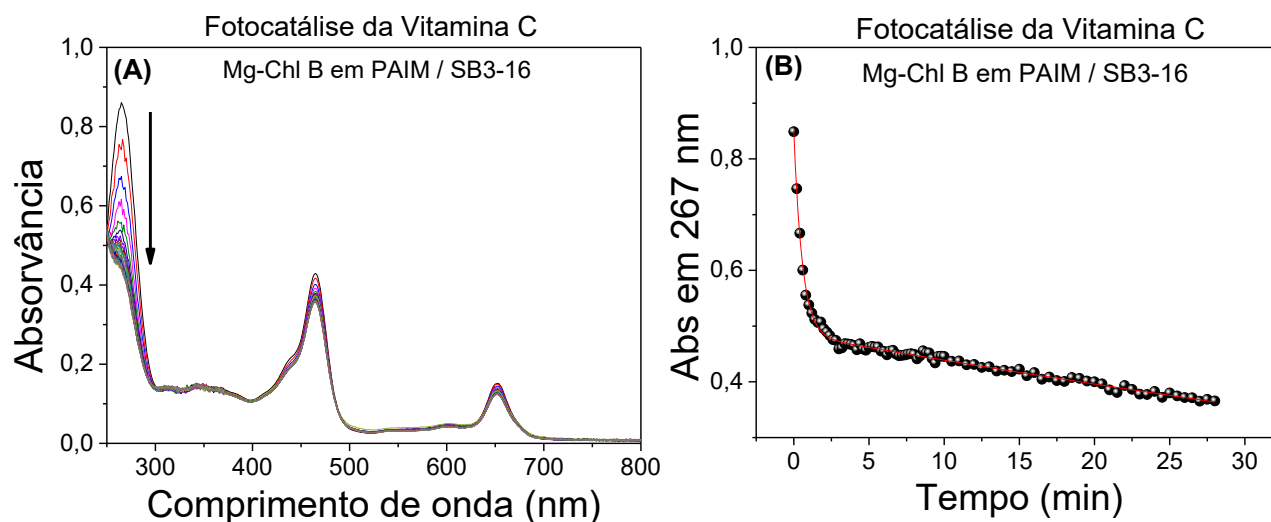 Fotocatálise da Vitamina C
(A)
Mg-Chl B em PAIM / SB3-16
1,0
0,8
0,6
0,4
0,2
0,0
Absorvância
300 400 500 600 700 800
Comprimento de onda (nm)
Fotocatálise da Vitamina C
(B)
Mg-Chl B em PAIM / SB3-16
1,0
0,8
0,6
0,4
Abs em 267 nm
0 5 10 15 20 25 30
Tempo (min)